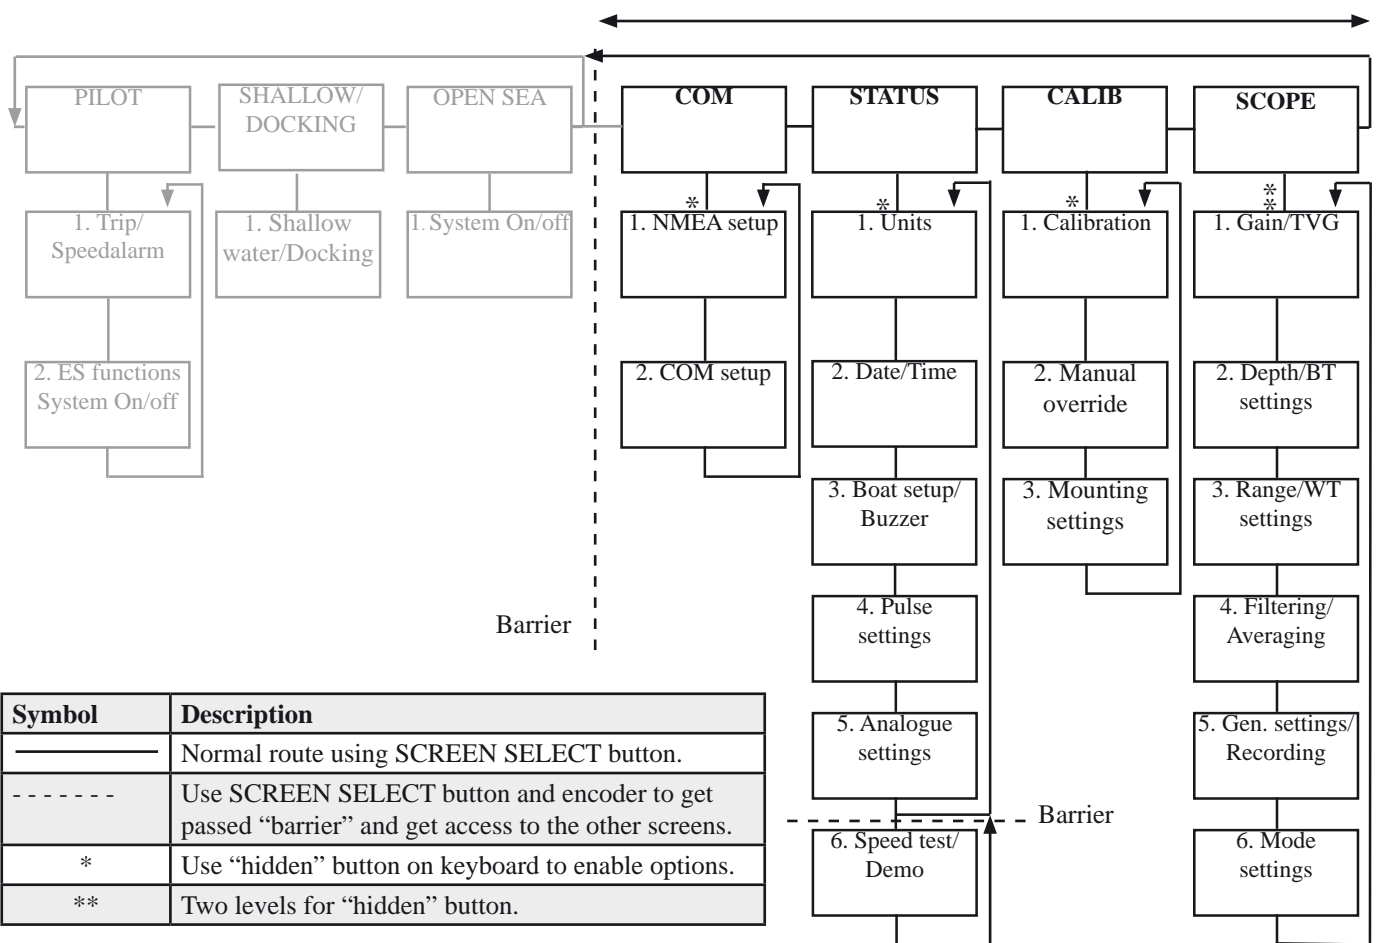 PILOT
SHALLOW/
DOCKING
OPEN SEA
COM
STATUS
CALIB
SCOPE
*
*
*
*
*
1. Trip/
Speedalarm
1. Shallow
water/Docking
1. System On/off
1. NMEA setup
1. Units
1. Calibration
1. Gain/TVG
2. ES functions
System On/off
2. COM setup
2. Date/Time
2. Manual
override
2. Depth/BT
settings
3. Boat setup/
Buzzer
3. Mounting
settings
3. Range/WT
settings
Barrier
4. Pulse
settings
4. Filtering/
Averaging
5. Analogue
settings
5. Gen. settings/
Recording
Barrier
6. Speed test/
Demo
6. Mode
settings
Symbol Description
Normal route using SCREEN SELECT button.
- - - - - - - Use SCREEN SELECT button and encoder to get
passed “barrier” and get access to the other screens.
* Use “hidden” button on keyboard to enable options.
** Two levels for “hidden” button.